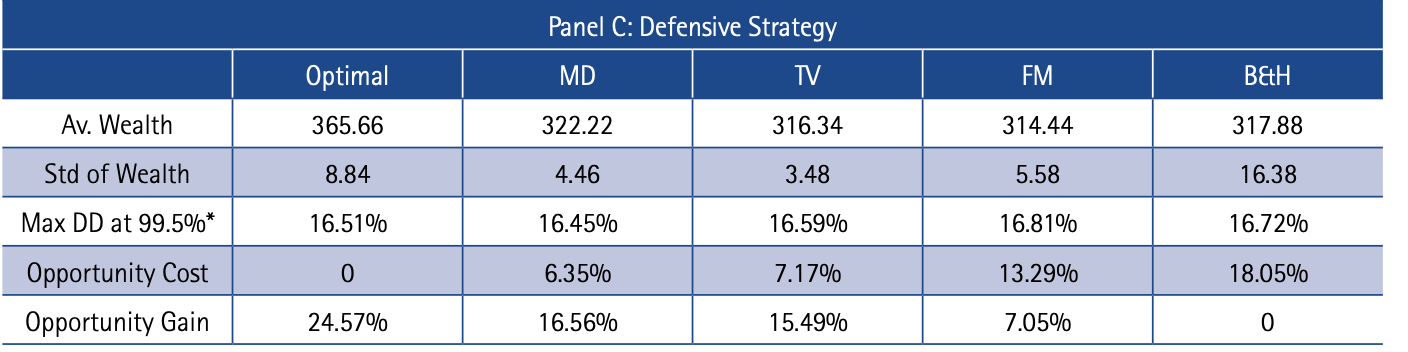 Panel C: Defensive Strategy
Optimal MD TV FM B&H
Av. Wealth 365.66 322.22 316.34 314.44 317.88
Std of Wealth 8.84 4.46 3.48 5.58 16.38
Max DD at 99.5%* 16.51% 16.45% 16.59% 16.81% 16.72%
Opportunity Cost 0 6.35% 7.17% 13.29% 18.05%
Opportunity Gain 24.57% 16.56% 15.49% 7.05% 0